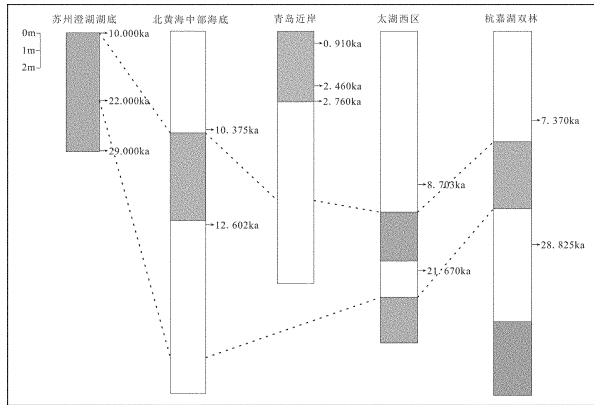 苏州澄湖湖底 北黄海中部海底 青岛近岸 太湖西区 杭嘉湖双林
0m
1m
2m
10.000ka
22.000ka
29.000ka
10.375ka
12.602ka
0.910ka
2.460ka
2.760ka
8.703ka
21.670ka
7.370ka
28.825ka